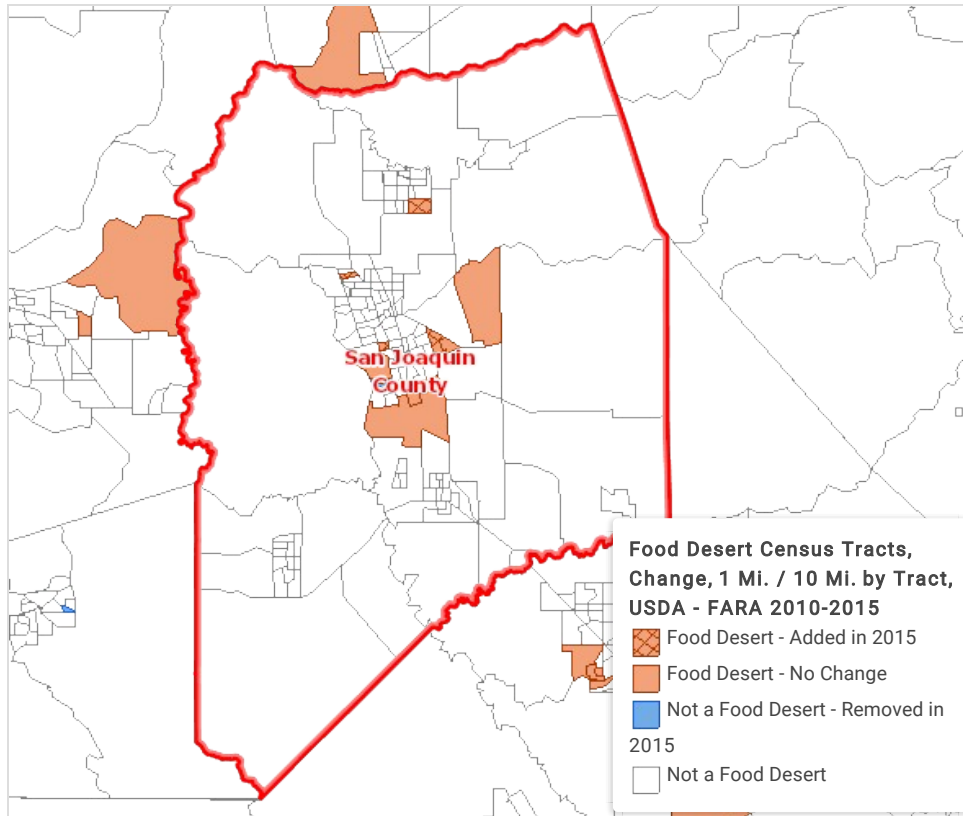 San Joaquin
County
Food Desert Census Tracts,
Change, 1 Mi. / 10 Mi. by Tract,
USDA - FARA 2010-2015
Food Desert - Added in 2015
Food Desert - No Change
Not a Food Desert - Removed in
2015
Not a Food Desert